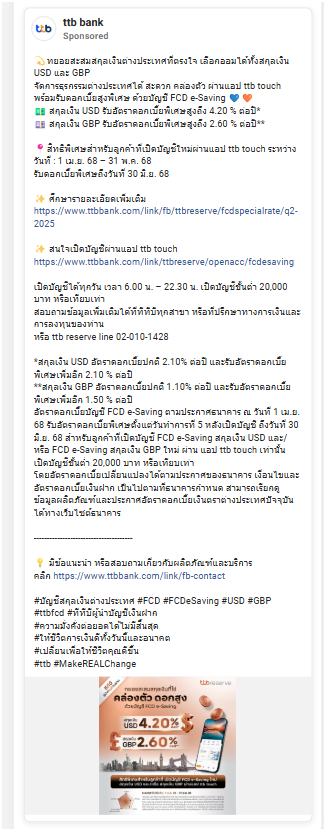 ttb bank
Sponsored
💫 ทยอยสะสมสกุลเงินต่างประเทศที่ตรงใจ เลือกออมได้ทั้งสกุลเงิน
USD และ GBP
จัดการธุรกรรมต่างประเทศได้ สะดวก คล่องตัว ผ่านแอป ttb touch
พร้อมรับดอกเบี้ยสูงพิเศษ ด้วยบัญชี FCD e-Saving 💙 🧡
💵 สกุลเงิน USD รับอัตราดอกเบี้ยพิเศษสูงถึง 4.20 % ต่อปี*
💷 สกุลเงิน GBP รับอัตราดอกเบี้ยพิเศษสูงถึง 2.60 % ต่อปี**
📍 สิทธิพิเศษสำหรับลูกค้าที่เปิดบัญชีใหม่ผ่านแอป ttb touch ระหว่าง
วันที่ : 1 เม.ย. 68 – 31 พ.ค. 68
รับดอกเบี้ยพิเศษถึงวันที่ 30 มิ.ย. 68
✨ ศึกษารายละเอียดเพิ่มเติม
https://www.ttbbank.com/link/fb/ttbreserve/fcdspecialrate/q2-
2025
✨ สนใจเปิดบัญชีผ่านแอป ttb touch
https://www.ttbbank.com/link/ttbreserve/openacc/fcdesaving
เปิดบัญชีได้ทุกวัน เวลา 6.00 น. – 22.30 น. เปิดบัญชีขั้นต่ำ 20,000
บาท หรือเทียบเท่า
สอบถามข้อมูลเพิ่มเติมได้ที่ทีทีบีทุกสาขา หรือที่ปรึกษาทางการเงินและ
การลงทุนของท่าน
หรือ ttb reserve line 02-010-1428
*สกุลเงิน USD อัตราดอกเบี้ยปกติ 2.10% ต่อปี และรับอัตราดอกเบี้ย
พิเศษเพิ่มอีก 2.10 % ต่อปี
**สกุลเงิน GBP อัตราดอกเบี้ยปกติ 1.10% ต่อปี และรับอัตราดอกเบี้ย
พิเศษเพิ่มอีก 1.50 % ต่อปี
อัตราดอกเบี้ยบัญชี FCD e-Saving ตามประกาศธนาคาร ณ วันที่ 1 เม.ย.
68 รับอัตราดอกเบี้ยพิเศษตั้งแต่วันทำการที่ 5 หลังเปิดบัญชี ถึงวันที่ 30
มิ.ย. 68 สำหรับลูกค้าที่เปิดบัญชี FCD e-Saving สกุลเงิน USD และ/
หรือ FCD e-Saving สกุลเงิน GBP ใหม่ ผ่าน แอป ttb touch เท่านั้น
เปิดบัญชีขั้นต่ำ 20,000 บาท หรือเทียบเท่า
โดยอัตราดอกเบี้ยเปลี่ยนแปลงได้ตามประกาศของธนาคาร เงื่อนไขและ
อัตราดอกเบี้ยเงินฝาก เป็นไปตามที่ธนาคารกำหนด สามารถเรียกดู
ข้อมูลผลิตภัณฑ์และประกาศอัตราดอกเบี้ยเงินตราต่างประเทศปัจจุบัน
ได้ทางเว็บไซต์ธนาคาร
-----------------------------------
💡 มีข้อแนะนำ หรือสอบถามเกี่ยวกับผลิตภัณฑ์และบริการ
คลิก https://www.ttbbank.com/link/fb-contact
#บัญชีสกุลเงินต่างประเทศ #FCD #FCDeSaving #USD #GBP
#ttbfcd #ทีทีบีผู้นำบัญชีเงินฝาก
#ความมั่งคั่งต่อยอดได้ไม่มีสิ้นสุด
#ให้ชีวิตการเงินดีทั้งวันนี้และอนาคต
#เปลี่ยนเพื่อให้ชีวิตคุณดีขึ้น
#ttb #MakeREALChange
ttb reserve
ทยอยสะสมสกุลเงินที่ใช่
คล่องตัว ดอกสูง
ด้วยบัญชี FCD e-Saving
สกุลเงิน USD 4.20%
สกุลเงิน GBP 2.60%